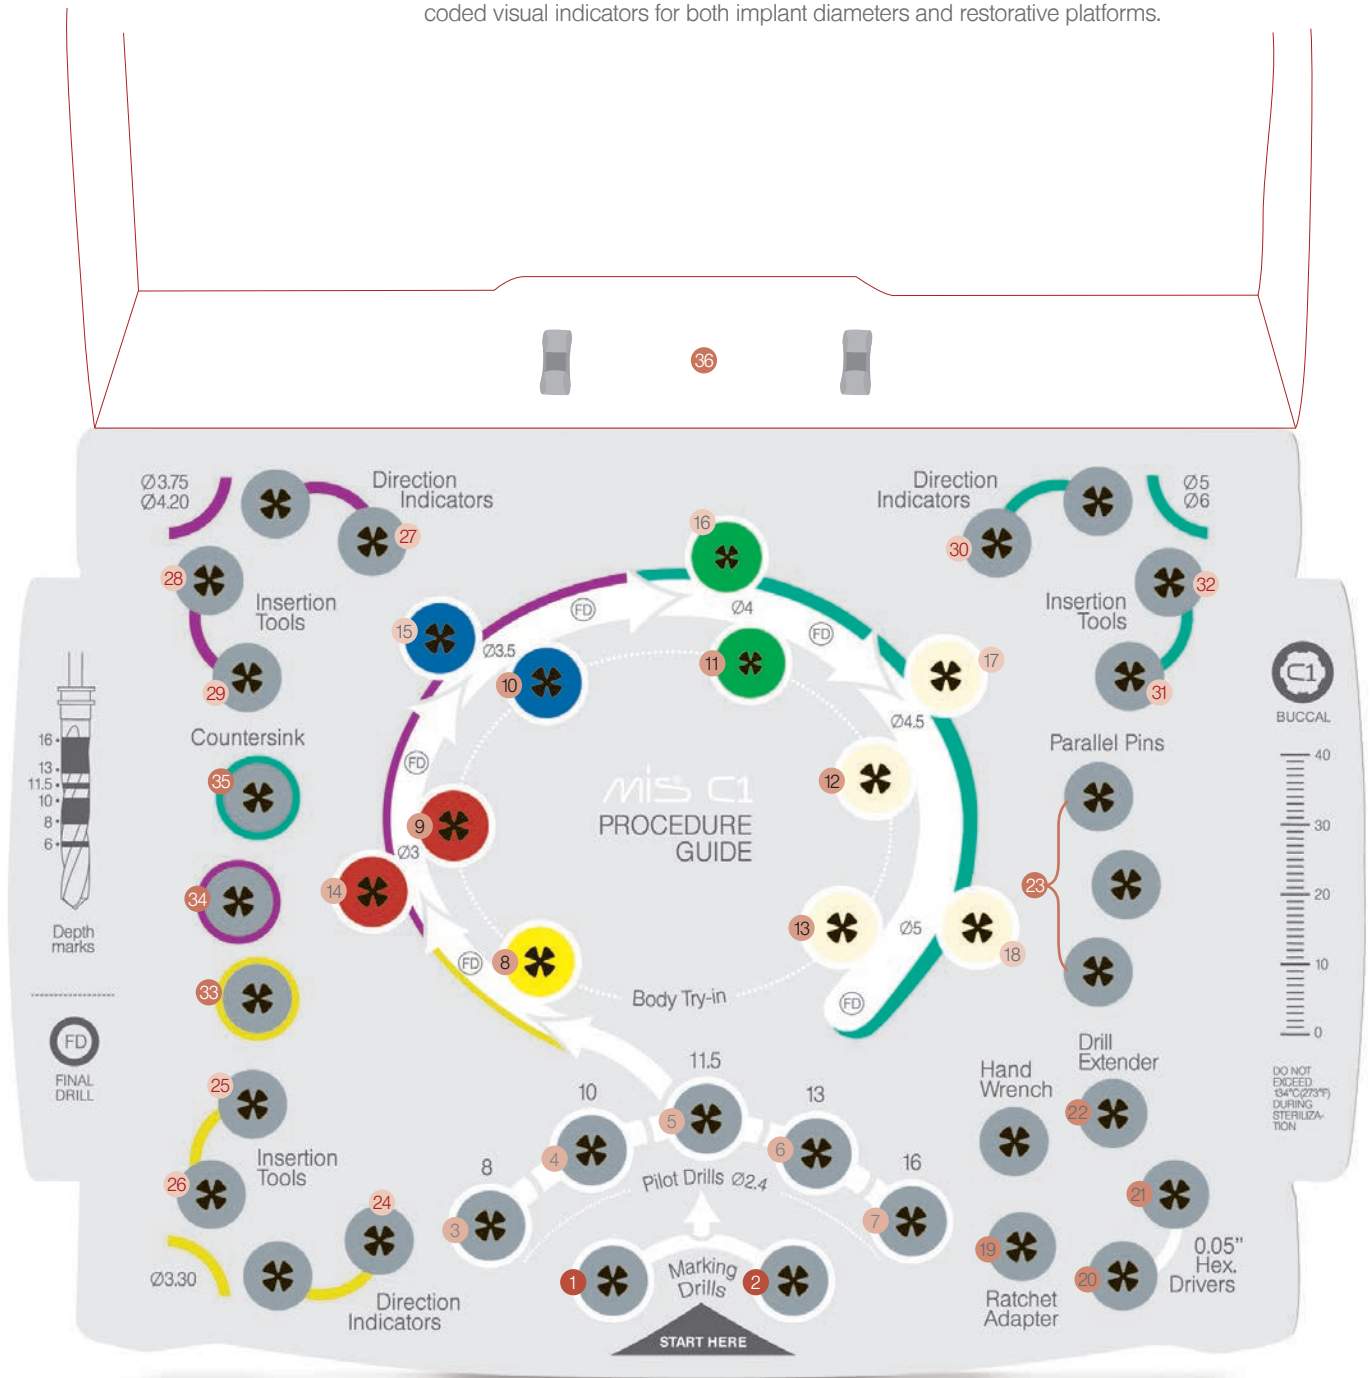 coded visual indicators for both implant diameters and restorative platforms.
36
Ø3.75
Ø4.20
Direction
Indicators
27
28
Insertion
Tools
29
Direction
Indicators
30
Ø5
Ø6
32
Insertion
Tools
31
16
15
Ø3.5
FD
Ø4
FD
17
10
11
Ø4.5
FD
12
9
Ø3
14
mis C1
PROCEDURE
GUIDE
13
Ø5
18
8
FD
FD
Body Try-in
Countersink
35
34
33
16
13
11.5
10
8
6
Depth
marks
FD
FINAL
DRILL
C1
BUCCAL
40
30
20
10
0
DO NOT
EXCEED
134°C(273°F)
DURING
STERILIZA-
TION
Parallel Pins
23
Drill
Extender
22
Hand
Wrench
21
19
20
0.05"
Hex.
Drivers
Ratchet
Adapter
25
Insertion
Tools
26
24
Ø3.30
Direction
Indicators
8
10
11.5
13
16
3
4
5
6
7
Pilot Drills Ø2.4
1
Marking
Drills
2
START HERE